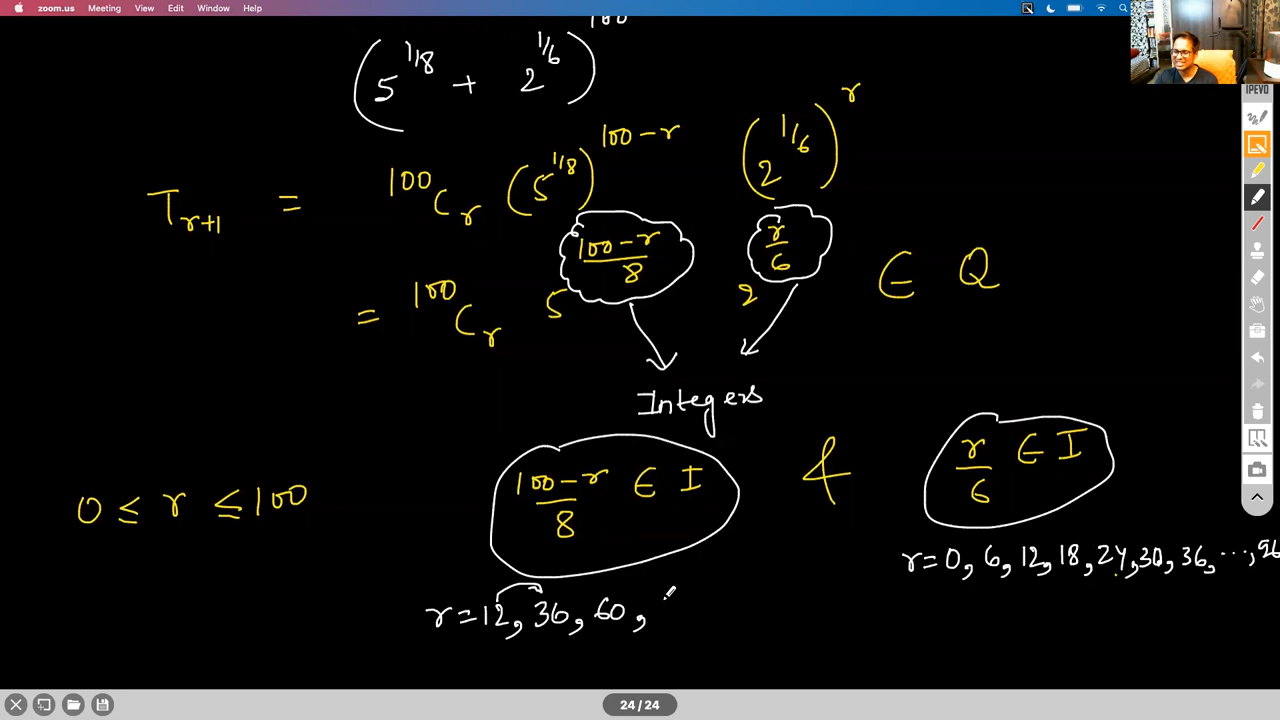 zoom.us Meeting View Edit Window Help
100
(5^1/8 + 2^1/6)
T_r+1 = ^100C_r (5^1/8)^100-r (2^1/6)^r
= ^100C_r 5^(100-r)/8 2^r/6 ∈ Q
Integers
0 ≤ r ≤ 100 (100-r)/8 ∈ I & r/6 ∈ I
r = 0, 6, 12, 18, 24, 30, 36, ..., 96
r = 12, 36, 60,
24 / 24
IPEVO